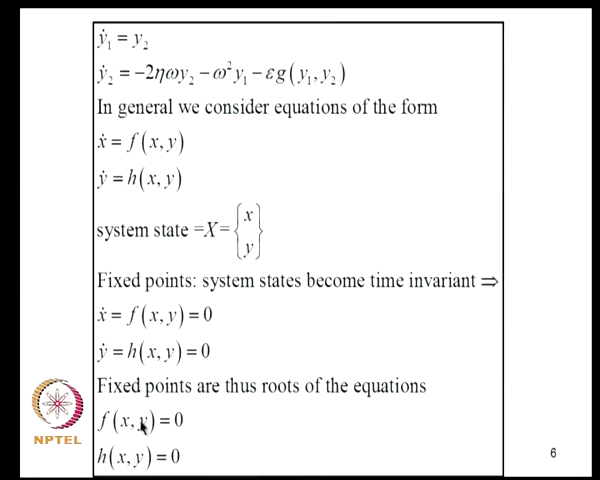 ẏ₁ = y₂
ẏ₂ = −2ηωy₂ − ω²y₁ − εg(y₁, y₂)
In general we consider equations of the form
ẋ = f(x, y)
ẏ = h(x, y)
system state =X= {x
y}
Fixed points: system states become time invariant ⇒
ẋ = f(x, y) = 0
ẏ = h(x, y) = 0
Fixed points are thus roots of the equations
f(x, y) = 0
h(x, y) = 0
NPTEL
6